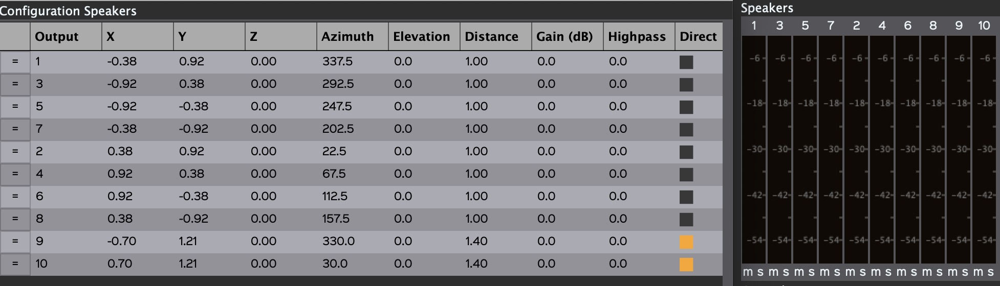 Configuration Speakers
Output X Y Z Azimuth Elevation Distance Gain (dB) Highpass Direct
= 1 -0.38 0.92 0.00 337.5 0.0 1.00 0.0 0.0
= 3 -0.92 0.38 0.00 292.5 0.0 1.00 0.0 0.0
= 5 -0.92 -0.38 0.00 247.5 0.0 1.00 0.0 0.0
= 7 -0.38 -0.92 0.00 202.5 0.0 1.00 0.0 0.0
= 2 0.38 0.92 0.00 22.5 0.0 1.00 0.0 0.0
= 4 0.92 0.38 0.00 67.5 0.0 1.00 0.0 0.0
= 6 0.92 -0.38 0.00 112.5 0.0 1.00 0.0 0.0
= 8 0.38 -0.92 0.00 157.5 0.0 1.00 0.0 0.0
= 9 -0.70 1.21 0.00 330.0 0.0 1.40 0.0 0.0
= 10 0.70 1.21 0.00 30.0 0.0 1.40 0.0 0.0
Speakers
1 3 5 7 2 4 6 8 9 10
-6 -6 -6 -6 -6 -6 -6 -6 -6 -6
-18 -18 -18 -18 -18 -18 -18 -18 -18 -18
-30 -30 -30 -30 -30 -30 -30 -30 -30 -30
-42 -42 -42 -42 -42 -42 -42 -42 -42 -42
-54 -54 -54 -54 -54 -54 -54 -54 -54 -54
m s m s m s m s m s m s m s m s m s m s